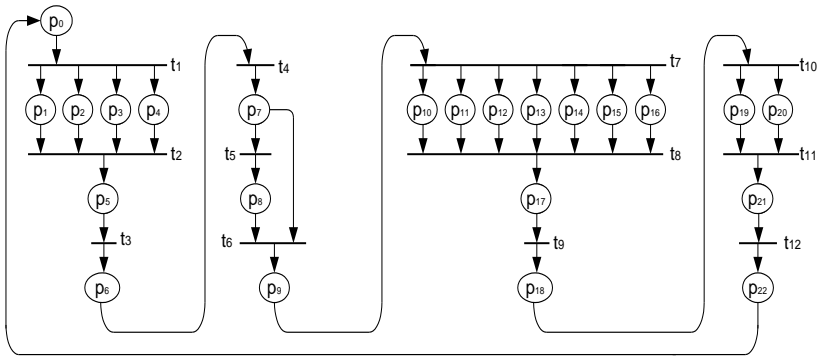 p0
t1 t4 t7 t10
p1 p2 p3 p4 p7 p10 p11 p12 p13 p14 p15 p16 p19 p20
t2 t5 t8 t11
p5 p8 p17 p21
t3 t6 t9 t12
p6 p9 p18 p22